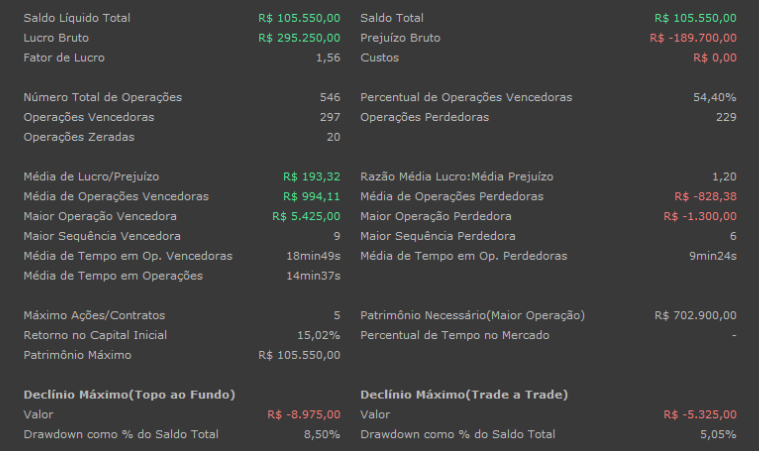 Saldo Líquido Total R$ 105.550,00 Saldo Total R$ 105.550,00
Lucro Bruto R$ 295.250,00 Prejuízo Bruto R$ -189.700,00
Fator de Lucro 1,56 Custos R$ 0,00
Número Total de Operações 546 Percentual de Operações Vencedoras 54,40%
Operações Vencedoras 297 Operações Perdedoras 229
Operações Zeradas 20
Média de Lucro/Prejuízo R$ 193,32 Razão Média Lucro:Média Prejuízo 1,20
Média de Operações Vencedoras R$ 994,11 Média de Operações Perdedoras R$ -828,38
Maior Operação Vencedora R$ 5.425,00 Maior Operação Perdedora R$ -1.300,00
Maior Sequência Vencedora 9 Maior Sequência Perdedora 6
Média de Tempo em Op. Vencedoras 18min49s Média de Tempo em Op. Perdedoras 9min24s
Média de Tempo em Operações 14min37s
Máximo Ações/Contratos 5 Patrimônio Necessário(Maior Operação) R$ 702.900,00
Retorno no Capital Inicial 15,02% Percentual de Tempo no Mercado -
Patrimônio Máximo R$ 105.550,00
Declínio Máximo(Topo ao Fundo) Declínio Máximo(Trade a Trade)
Valor R$ -8.975,00 Valor R$ -5.325,00
Drawdown como % do Saldo Total 8,50% Drawdown como % do Saldo Total 5,05%